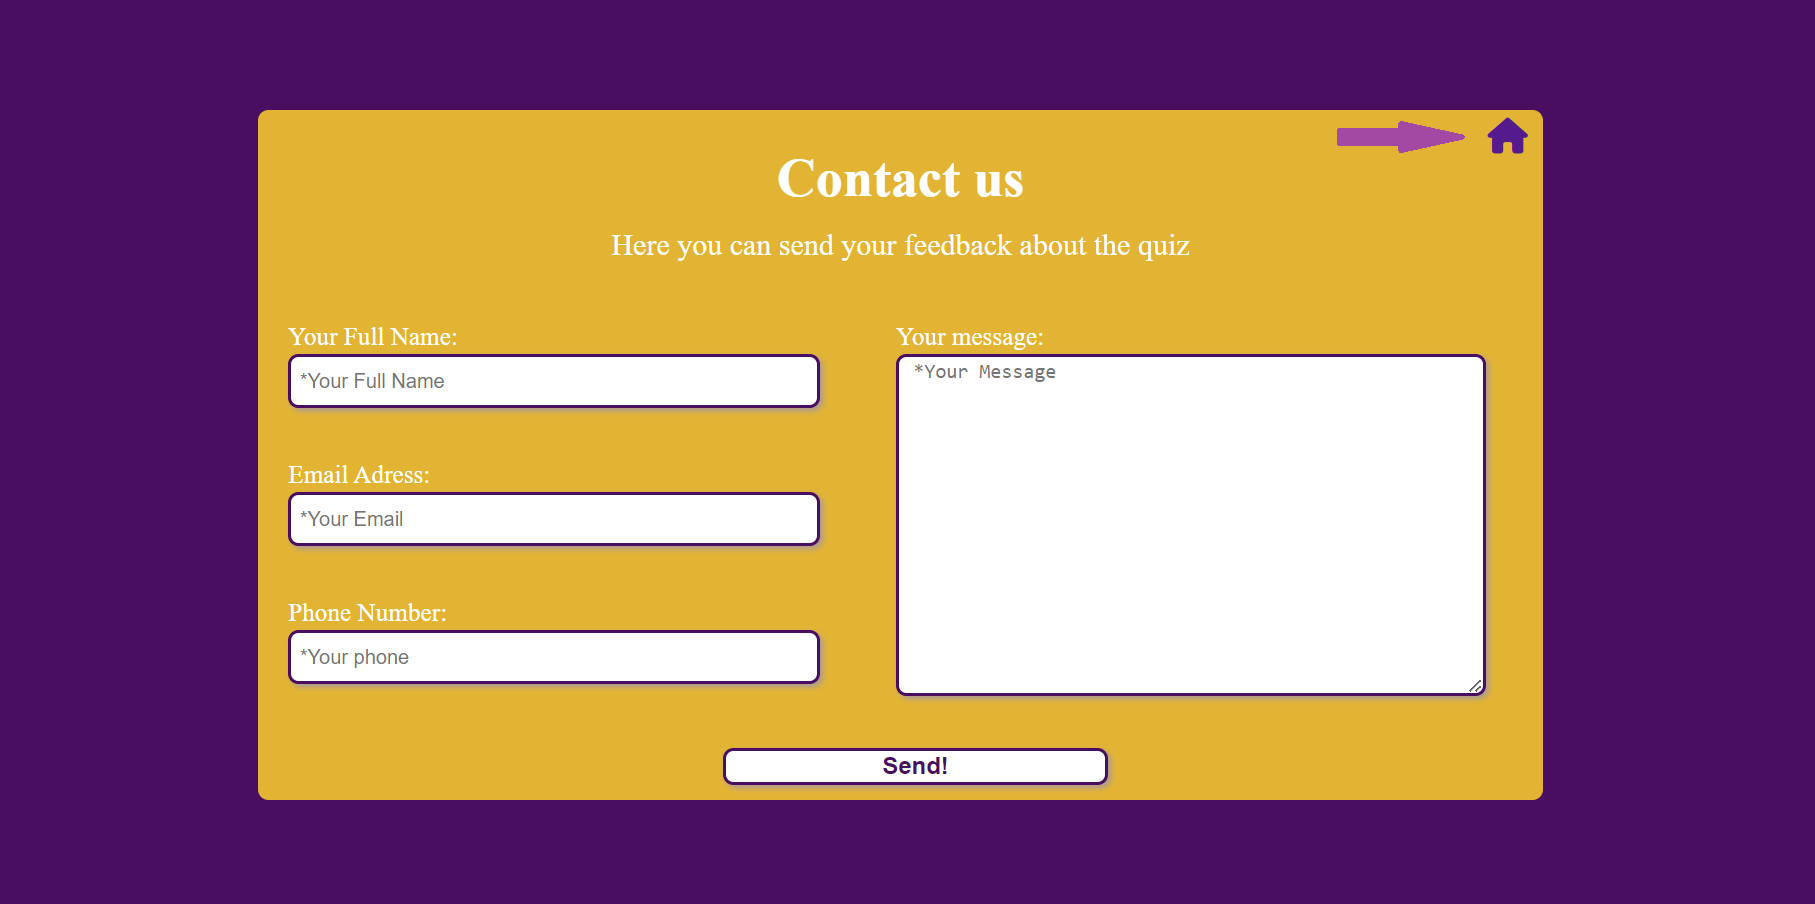 Contact us
Here you can send your feedback about the quiz
Your Full Name:
*Your Full Name
Email Adress:
*Your Email
Phone Number:
*Your phone
Your message:
*Your Message
Send!